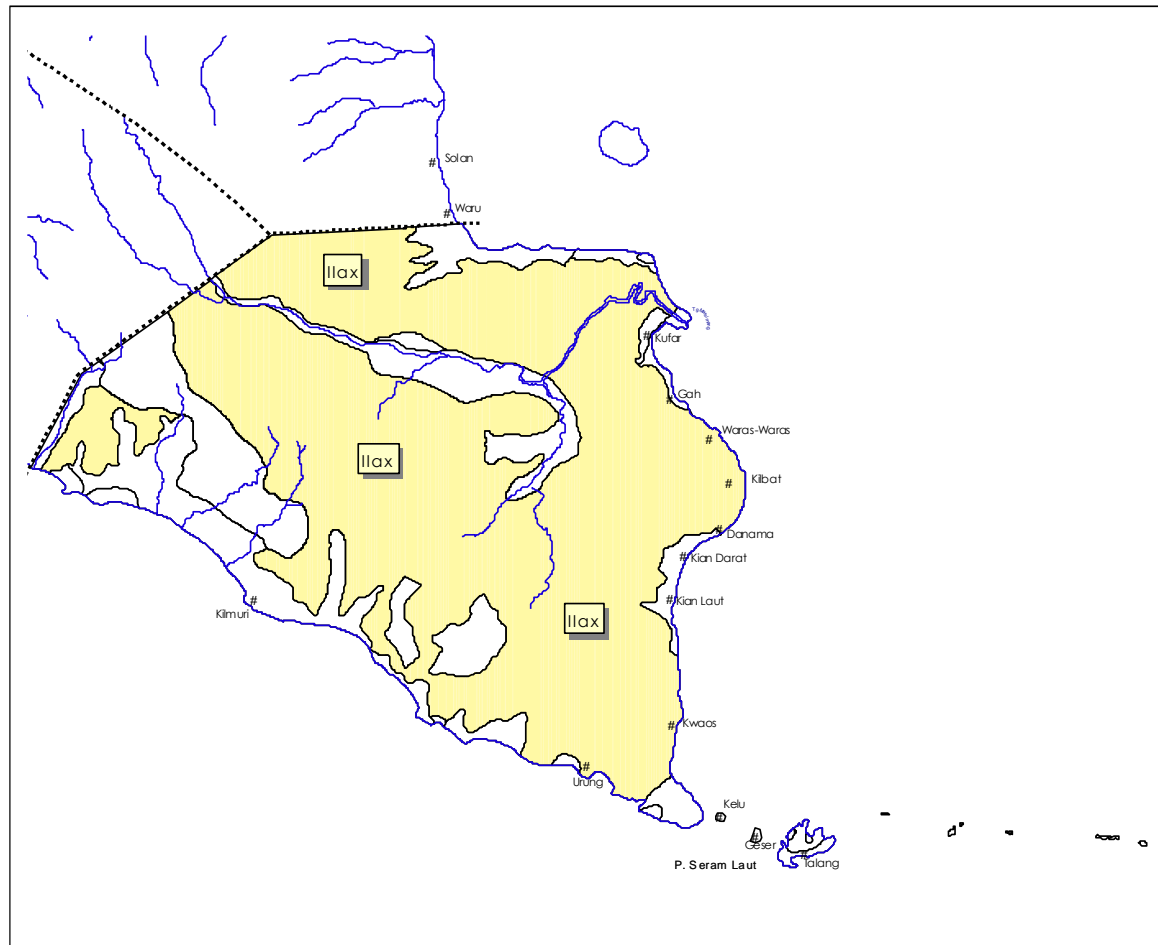 Solan
Waru
IIax
Kufar
Gah
Waras-Waras
IIax
Kilbat
Danama
Kian Darat
Kian Laut
Kilmuri
IIax
Kwaos
Urung
Kelu
Geser
P. Seram Laut
Talang